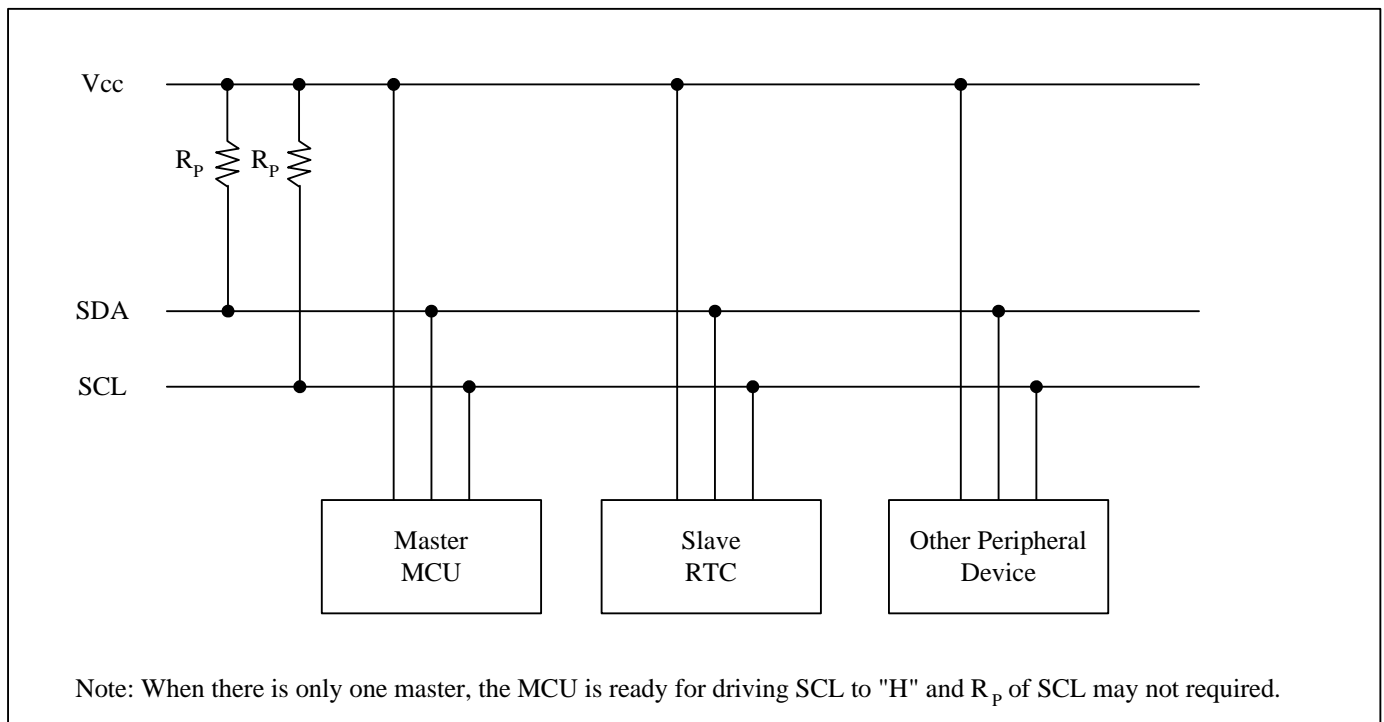 Vcc
R_P R_P
SDA
SCL
Master
MCU
Slave
RTC
Other Peripheral
Device
Note: When there is only one master, the MCU is ready for driving SCL to "H" and R_P of SCL may not required.